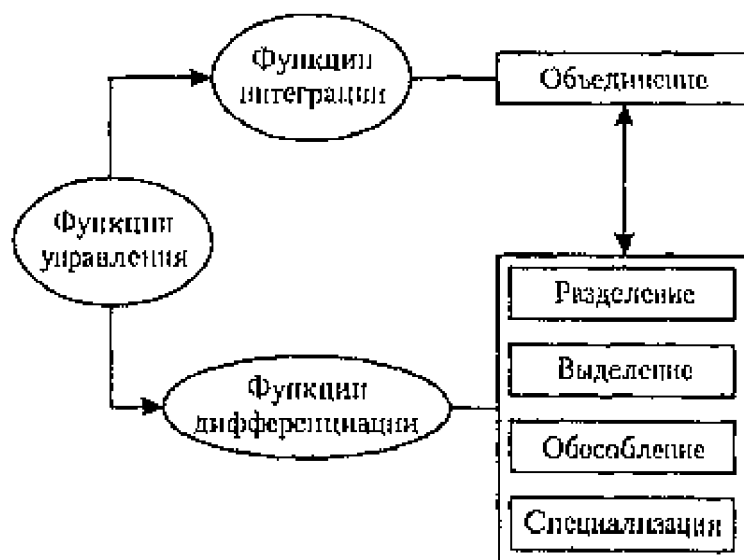 Функции
интеграции
Объединение
Функции
управления
Разделение
Выделение
Функции
дифференциации
Обособление
Специализация